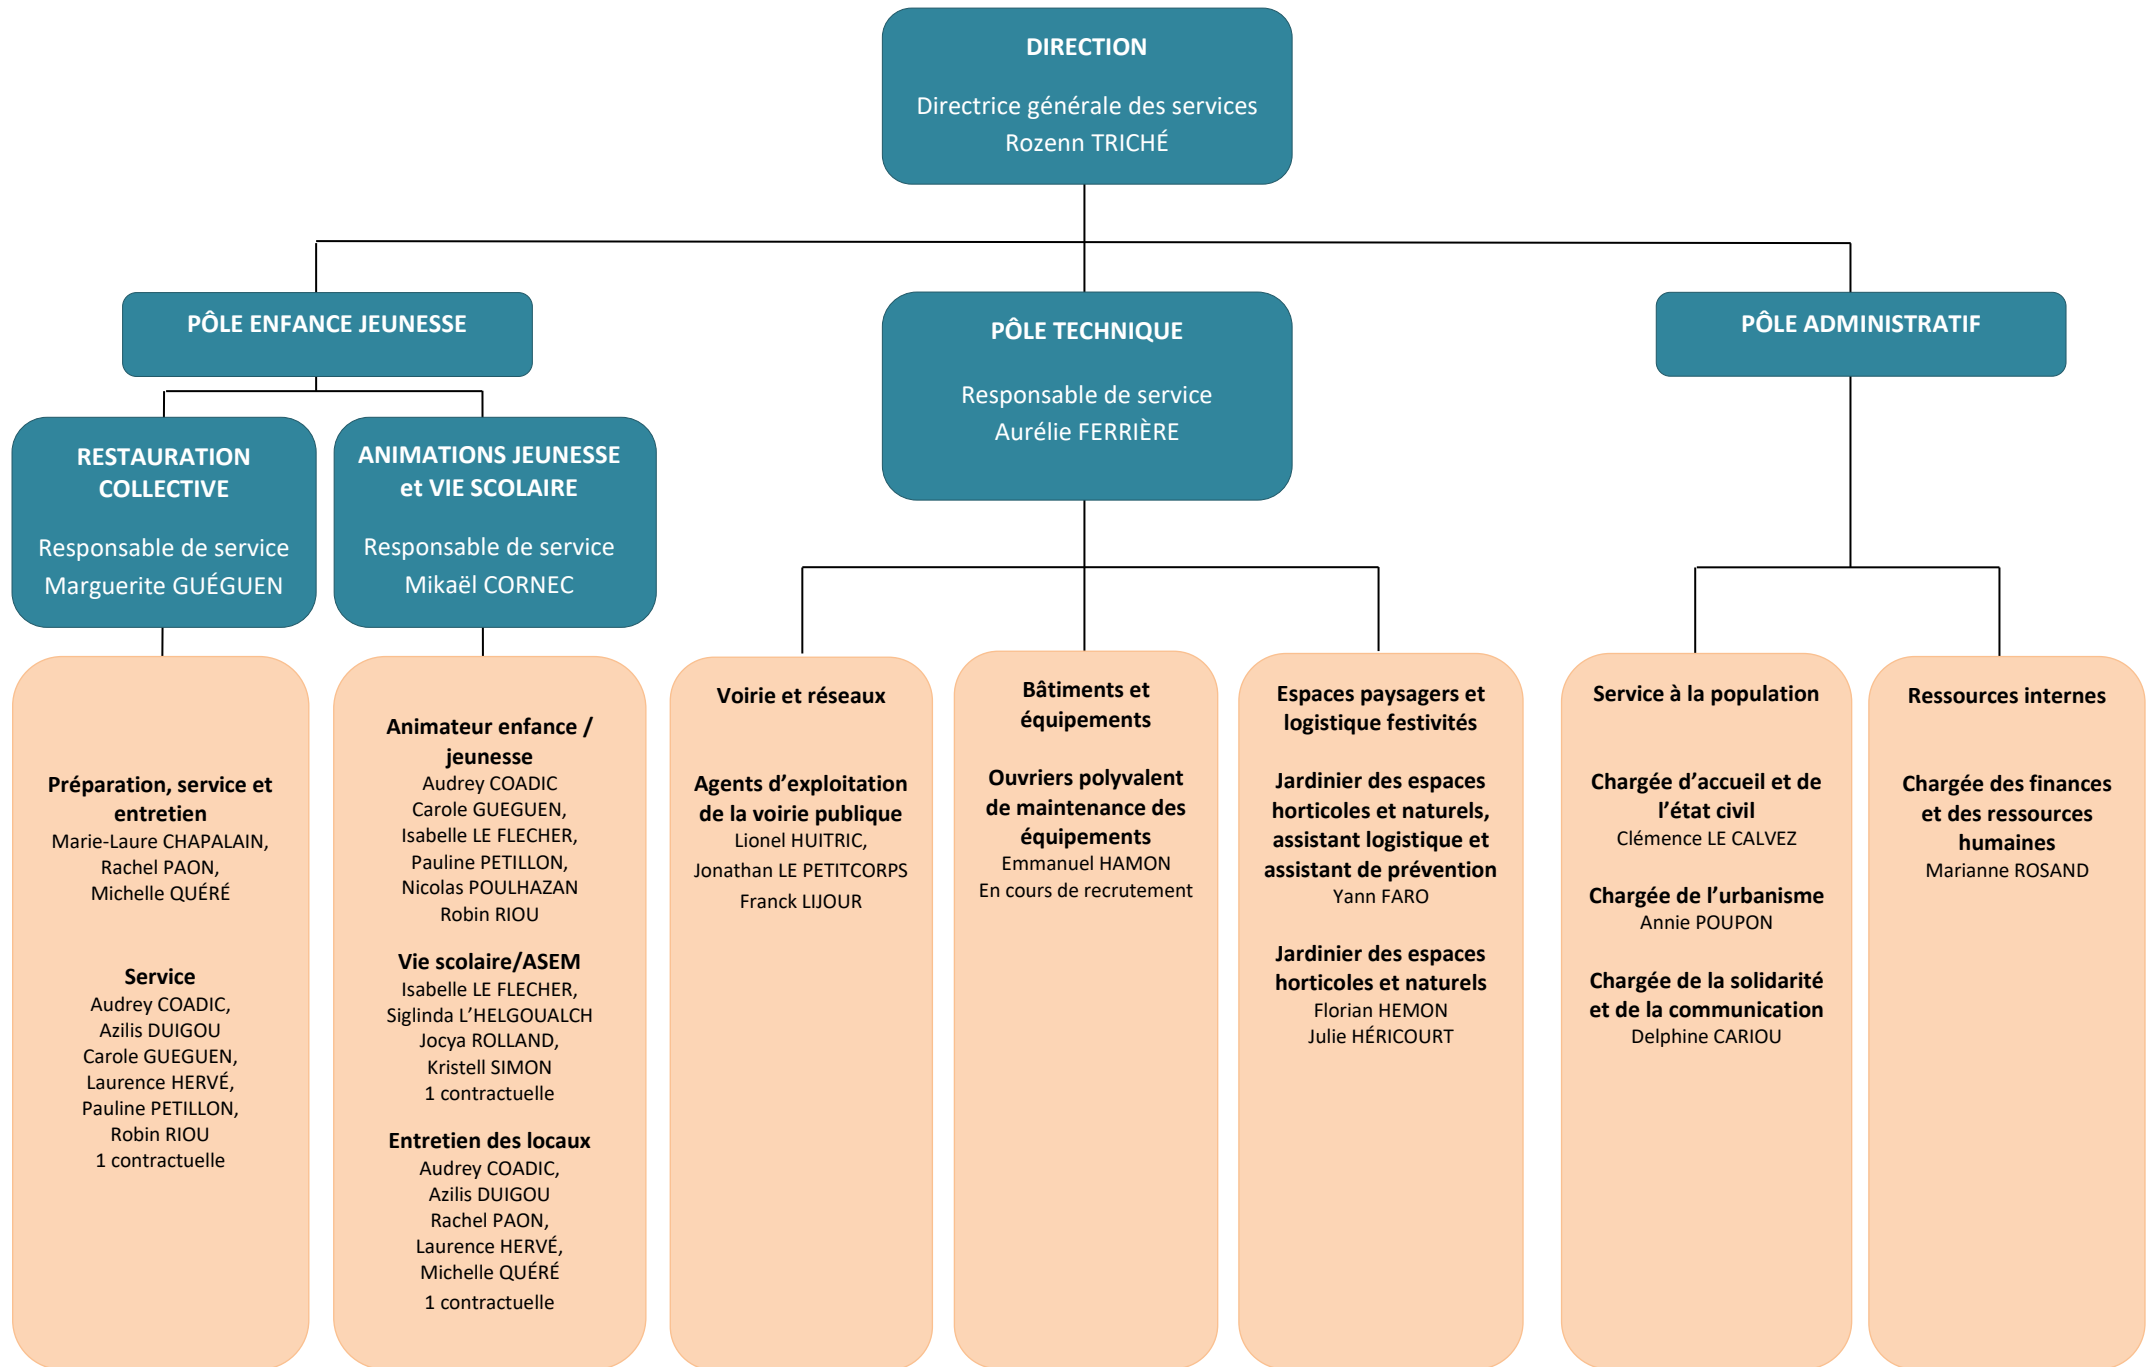 DIRECTION
Directrice générale des services
Rozenn TRICHÉ
PÔLE ENFANCE JEUNESSE
PÔLE TECHNIQUE
Responsable de service
Aurélie FERRIÈRE
PÔLE ADMINISTRATIF
RESTAURATION
COLLECTIVE
Responsable de service
Marguerite GUÉGUEN
ANIMATIONS JEUNESSE
et VIE SCOLAIRE
Responsable de service
Mikaël CORNEC
Préparation, service et
entretien
Marie-Laure CHAPALAIN,
Rachel PAON,
Michelle QUÉRÉ
Service
Audrey COADIC,
Azilis DUIGOU
Carole GUEGUEN,
Laurence HERVÉ,
Pauline PETILLON,
Robin RIOU
1 contractuelle
Animateur enfance /
jeunesse
Audrey COADIC
Carole GUEGUEN,
Isabelle LE FLECHER,
Pauline PETILLON,
Nicolas POULHAZAN
Robin RIOU
Vie scolaire/ASEM
Isabelle LE FLECHER,
Siglinda L’HELGOUALCH
Jocya ROLLAND,
Kristell SIMON
1 contractuelle
Entretien des locaux
Audrey COADIC,
Azilis DUIGOU
Rachel PAON,
Laurence HERVÉ,
Michelle QUÉRÉ
1 contractuelle
Voirie et réseaux
Agents d’exploitation
de la voirie publique
Lionel HUITRIC,
Jonathan LE PETITCORPS
Franck LIJOUR
Bâtiments et
équipements
Ouvriers polyvalent
de maintenance des
équipements
Emmanuel HAMON
En cours de recrutement
Espaces paysagers et
logistique festivités
Jardinier des espaces
horticoles et naturels,
assistant logistique et
assistant de prévention
Yann FARO
Jardinier des espaces
horticoles et naturels
Florian HEMON
Julie HÉRICOURT
Service à la population
Chargée d’accueil et de
l’état civil
Clémence LE CALVEZ
Chargée de l’urbanisme
Annie POUPON
Chargée de la solidarité
et de la communication
Delphine CARIOU
Ressources internes
Chargée des finances
et des ressources
humaines
Marianne ROSAND